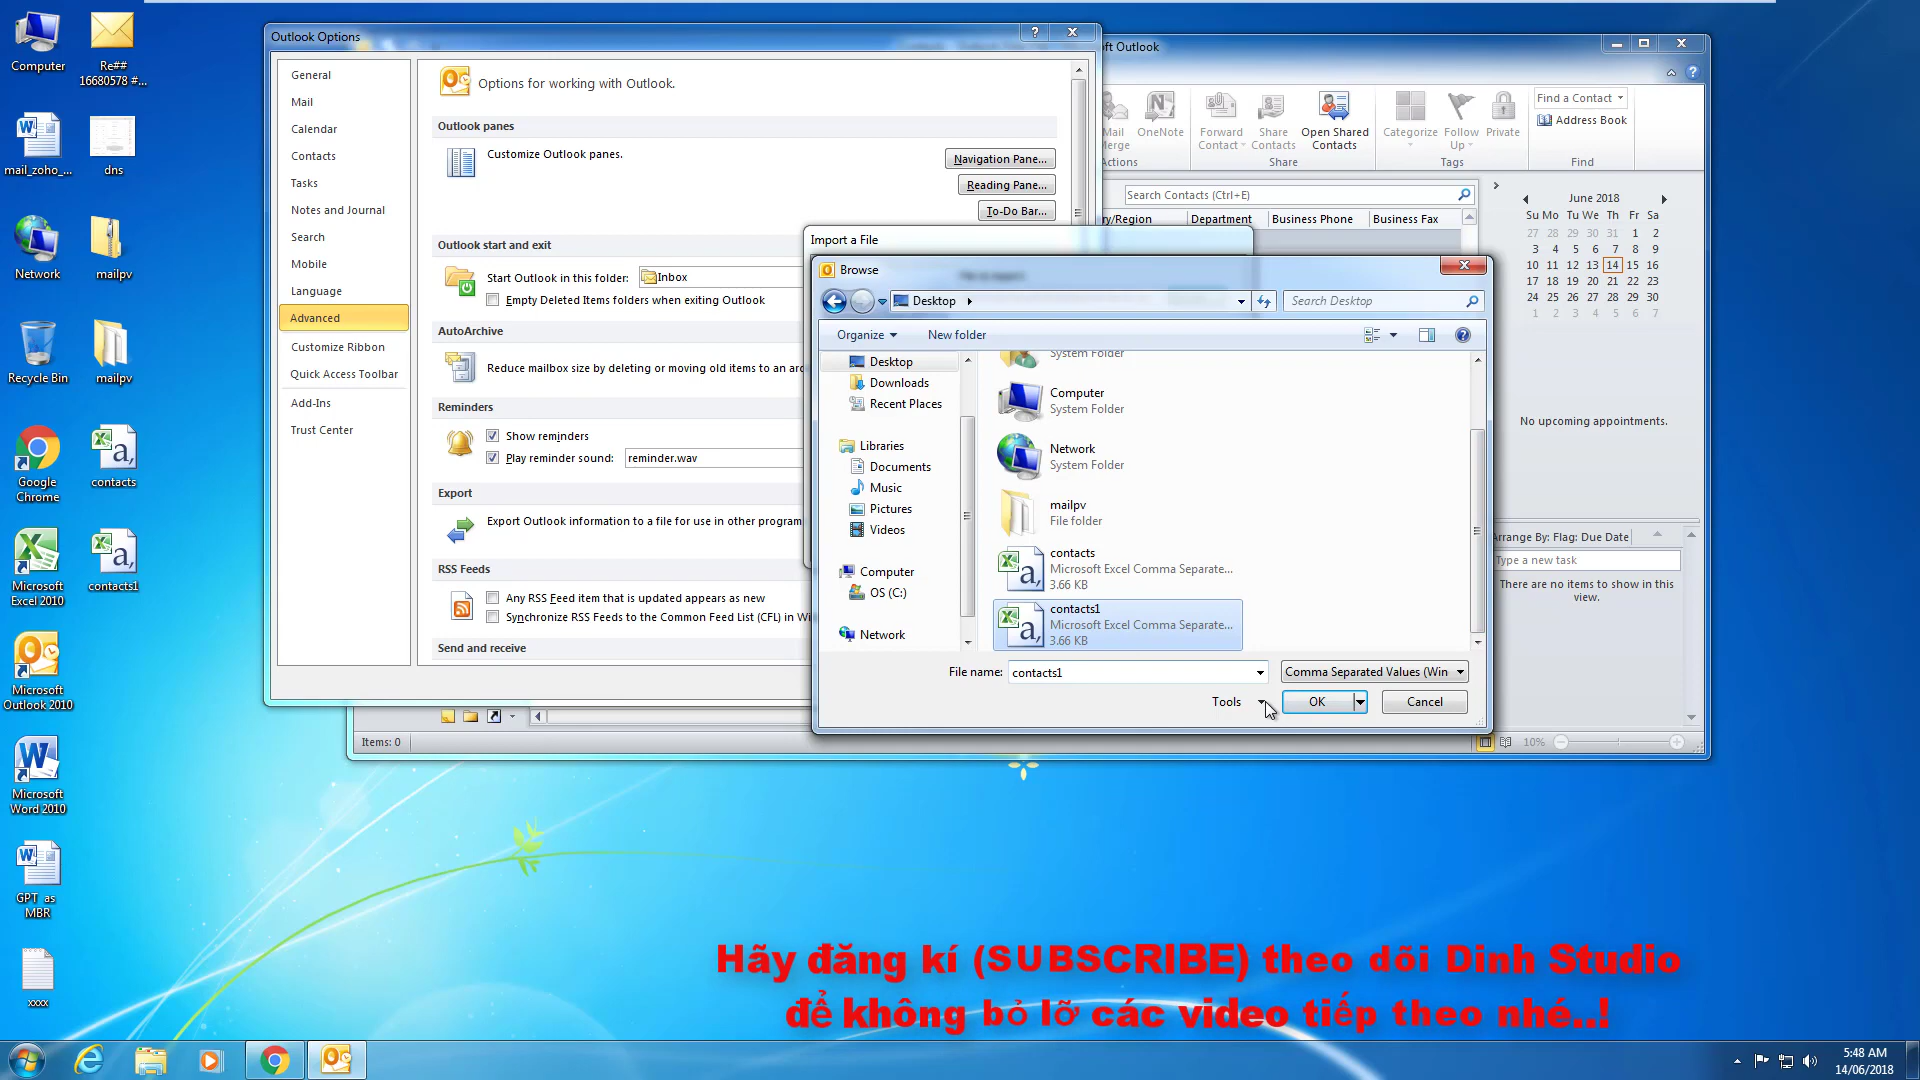 Computer
Re##
16680578 #...
mail_zoho_...
dns
Network
mailpv
Recycle Bin
mailpv
Google
Chrome
contacts
Microsoft
Excel 2010
contacts1
Microsoft
Outlook 2010
Microsoft
Word 2010
GPT as
MBR
xxxx
Outlook Options
General
Mail
Calendar
Contacts
Tasks
Notes and Journal
Search
Mobile
Language
Advanced
Customize Ribbon
Quick Access Toolbar
Add-Ins
Trust Center
Options for working with Outlook.
Outlook panes
Customize Outlook panes.
Navigation Pane...
Reading Pane...
To-Do Bar...
Outlook start and exit
Start Outlook in this folder:
Inbox
Empty Deleted Items folders when exiting Outlook
AutoArchive
Reduce mailbox size by deleting or moving old items to an arc
Reminders
Show reminders
Play reminder sound:
reminder.wav
Export
Export Outlook information to a file for use in other program
RSS Feeds
Any RSS Feed item that is updated appears as new
Synchronize RSS Feeds to the Common Feed List (CFL) in Wi
Send and receive
oft Outlook
Mail
Merge
OneNote
Actions
Forward
Contact
Share
Contacts
Open Shared
Contacts
Share
Categorize
Follow
Up
Private
Tags
Find a Contact
Address Book
Find
Search Contacts (Ctrl+E)
ry/Region
Department
Business Phone
Business Fax
June 2018
Su Mo Tu We Th Fr Sa
27 28 29 30 31 1 2
3 4 5 6 7 8 9
10 11 12 13 14 15 16
17 18 19 20 21 22 23
24 25 26 27 28 29 30
1 2 3 4 5 6 7
No upcoming appointments.
Arrange By: Flag: Due Date
Type a new task
There are no items to show in this
view.
Items: 0
10%
Import a File
Browse
Desktop
Search Desktop
Organize
New folder
Desktop
Downloads
Recent Places
Libraries
Documents
Music
Pictures
Videos
Computer
OS (C:)
Network
System Folder
Computer
System Folder
Network
System Folder
mailpv
File folder
contacts
Microsoft Excel Comma Separate...
3.66 KB
contacts1
Microsoft Excel Comma Separate...
3.66 KB
File name:
contacts1
Comma Separated Values (Win
Tools
OK
Cancel
Hãy đăng kí (SUBSCRIBE) theo dõi Dinh Studio
để không bỏ lỡ các video tiếp theo nhé..!
5:48 AM
14/06/2018